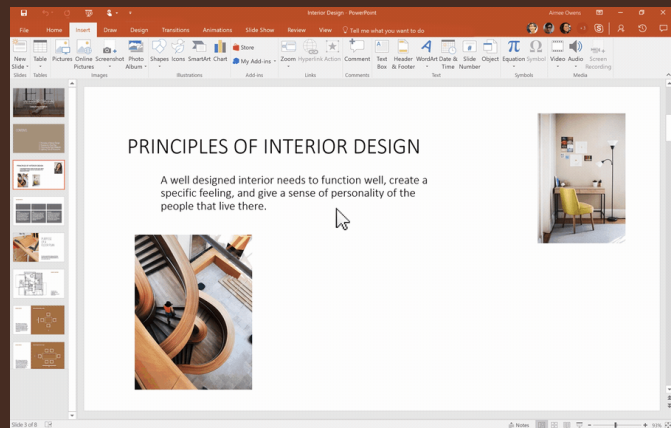 Interior Design - PowerPoint
Aimee Owens
File Home Insert Draw Design Transitions Animations Slide Show Review View Tell me what you want to do
New Slide
Table
Pictures
Online Pictures
Screenshot
Photo Album
Shapes
Icons
SmartArt
Chart
Store
My Add-ins
Zoom
Hyperlink
Action
Comment
Text Box
Header & Footer
WordArt
Date & Time
Slide Number
Object
Equation
Symbol
Video
Audio
Screen Recording
Slides Tables Images Illustrations Add-ins Links Comments Text Symbols Media
PRINCIPLES OF INTERIOR DESIGN
A well designed interior needs to function well, create a
specific feeling, and give a sense of personality of the
people that live there.
Slide 3 of 8
Notes
93%